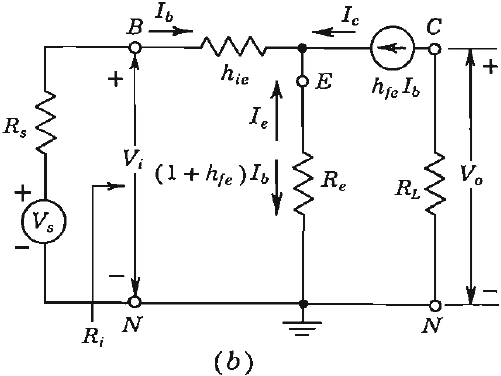 B I_b I_c C
+ h_ie E h_fe I_b +
R_s I_e
+ V_i (1 + h_fe) I_b R_e R_L V_o
V_s
−
− −
R_i N N
(b)